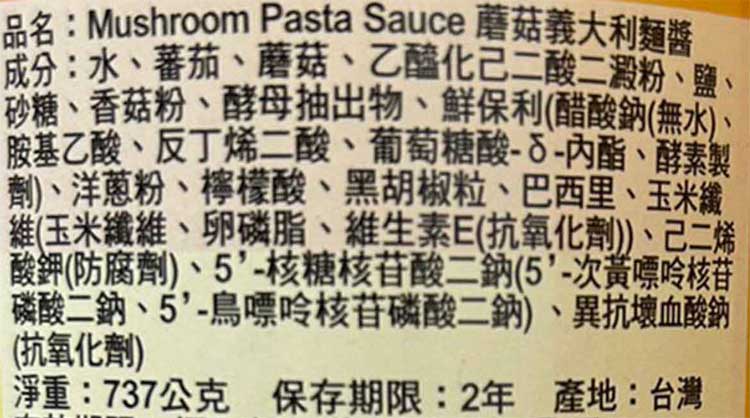 品名：Mushroom Pasta Sauce 蘑菇義大利麵醬
成分：水、蕃茄、蘑菇、乙醯化己二酸二澱粉、鹽、
砂糖、香菇粉、酵母抽出物、鮮保利(醋酸鈉(無水)、
胺基乙酸、反丁烯二酸、葡萄糖酸-δ-內酯、酵素製
劑)、洋蔥粉、檸檬酸、黑胡椒粒、巴西里、玉米纖
維(玉米纖維、卵磷脂、維生素E(抗氧化劑))、己二烯
酸鉀(防腐劑)、5’-核糖核苷酸二鈉(5’-次黃嘌呤核苷
磷酸二鈉、5’-鳥嘌呤核苷磷酸二鈉)、異抗壞血酸鈉
(抗氧化劑)
淨重：737公克 保存期限：2年 產地：台灣